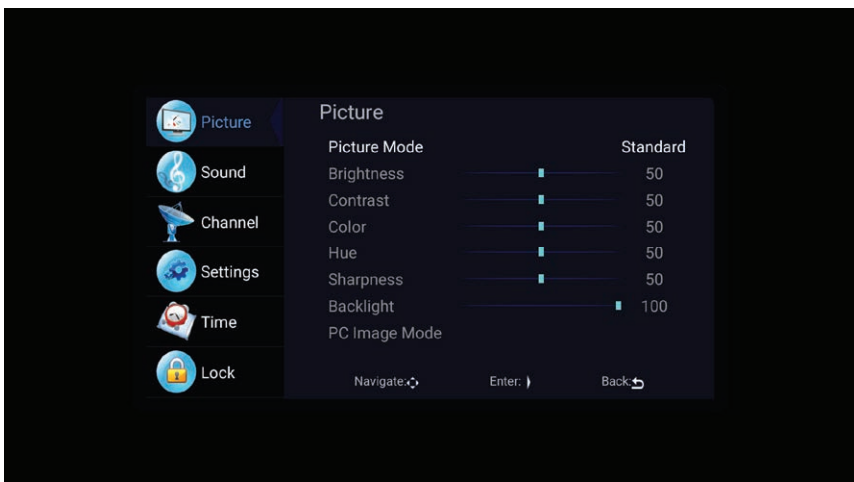 Picture
Sound
Channel
Settings
Time
Lock
Picture
Picture Mode Standard
Brightness 50
Contrast 50
Color 50
Hue 50
Sharpness 50
Backlight 100
PC Image Mode
Navigate: Enter: Back: